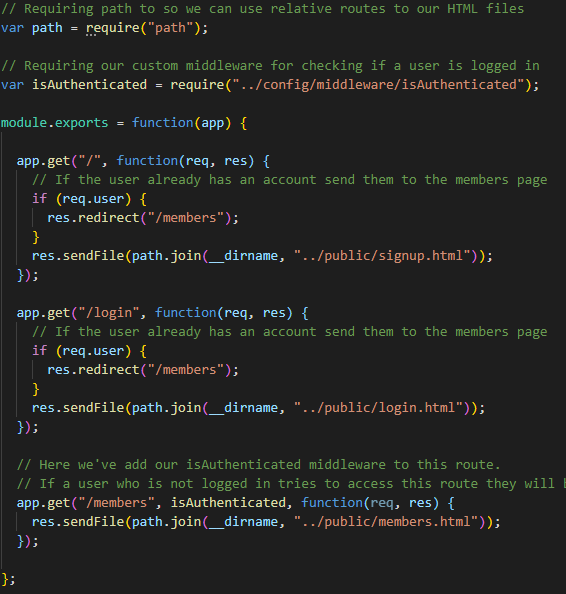 // Requiring path to so we can use relative routes to our HTML files
var path = require("path");
// Requiring our custom middleware for checking if a user is logged in
var isAuthenticated = require("../config/middleware/isAuthenticated");
module.exports = function(app) {
app.get("/", function(req, res) {
// If the user already has an account send them to the members page
if (req.user) {
res.redirect("/members");
}
res.sendFile(path.join(__dirname, "../public/signup.html"));
});
app.get("/login", function(req, res) {
// If the user already has an account send them to the members page
if (req.user) {
res.redirect("/members");
}
res.sendFile(path.join(__dirname, "../public/login.html"));
});
// Here we've add our isAuthenticated middleware to this route.
// If a user who is not logged in tries to access this route they will
app.get("/members", isAuthenticated, function(req, res) {
res.sendFile(path.join(__dirname, "../public/members.html"));
});
};